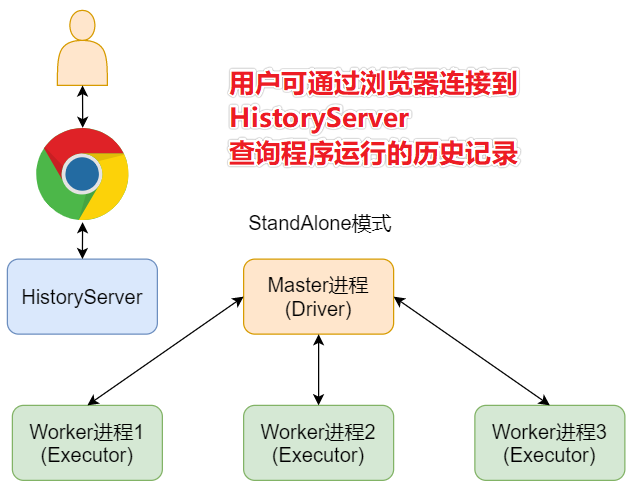 用户可通过浏览器连接到
HistoryServer
查询程序运行的历史记录
StandAlone模式
HistoryServer
Master进程
(Driver)
Worker进程1
(Executor)
Worker进程2
(Executor)
Worker进程3
(Executor)